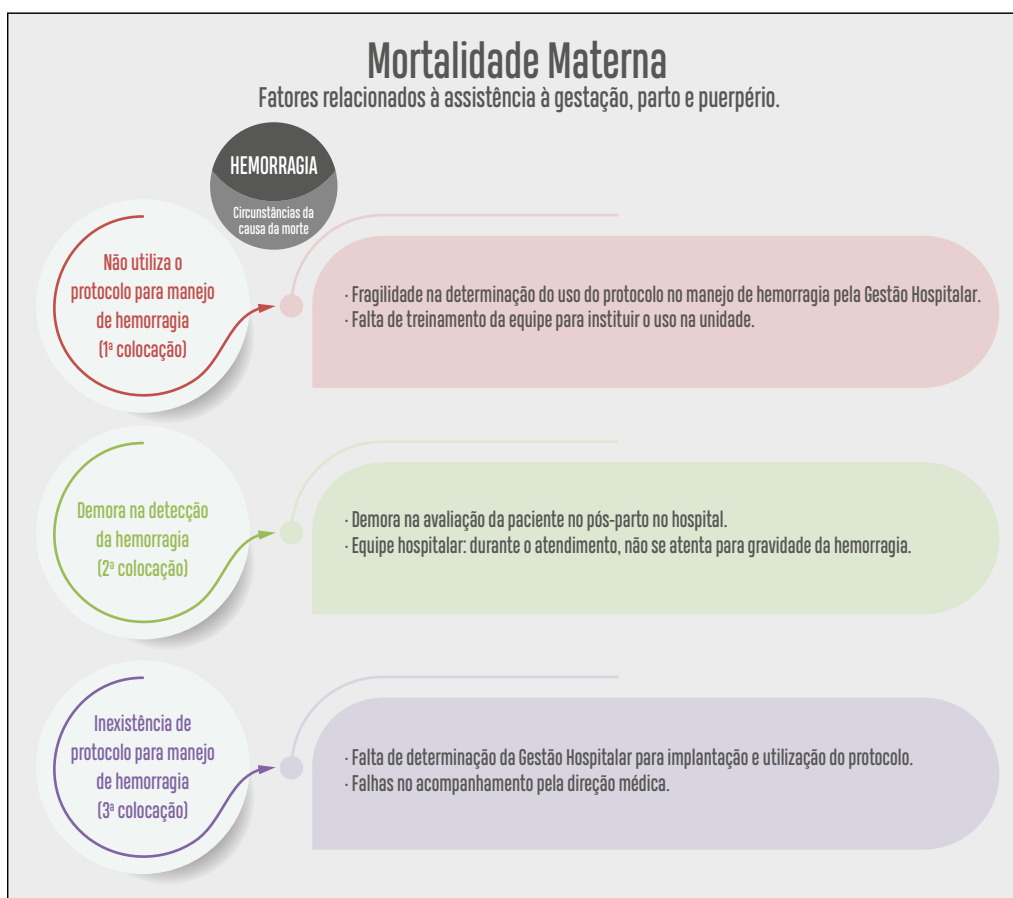 Mortalidade Materna
Fatores relacionados à assistência à gestação, parto e puerpério.
HEMORRAGIA
Circunstâncias da
causa da morte
Não utiliza o
protocolo para manejo
de hemorragia
(1ª colocação)
· Fragilidade na determinação do uso do protocolo no manejo de hemorragia pela Gestão Hospitalar.
· Falta de treinamento da equipe para instituir o uso na unidade.
Demora na detecção
da hemorragia
(2ª colocação)
· Demora na avaliação da paciente no pós-parto no hospital.
· Equipe hospitalar: durante o atendimento, não se atenta para gravidade da hemorragia.
Inexistência de
protocolo para manejo
de hemorragia
(3ª colocação)
· Falta de determinação da Gestão Hospitalar para implantação e utilização do protocolo.
· Falhas no acompanhamento pela direção médica.